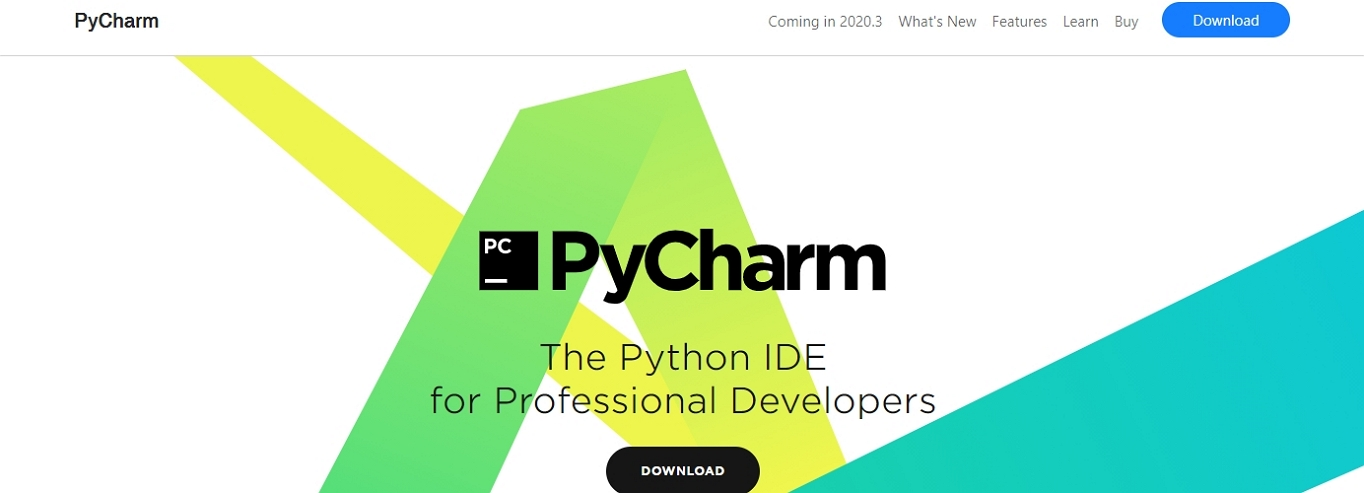 PyCharm
Coming in 2020.3 What's New Features Learn Buy Download
PC PyCharm
The Python IDE
for Professional Developers
DOWNLOAD